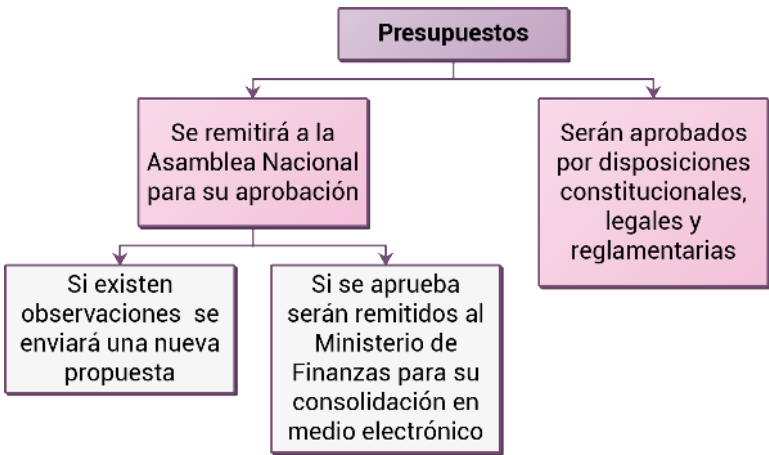 Presupuestos
Se remitirá a la
Asamblea Nacional
para su aprobación
Serán aprobados
por disposiciones
constitucionales,
legales y
reglamentarias
Si existen
observaciones se
enviará una nueva
propuesta
Si se aprueba
serán remitidos al
Ministerio de
Finanzas para su
consolidación en
medio electrónico